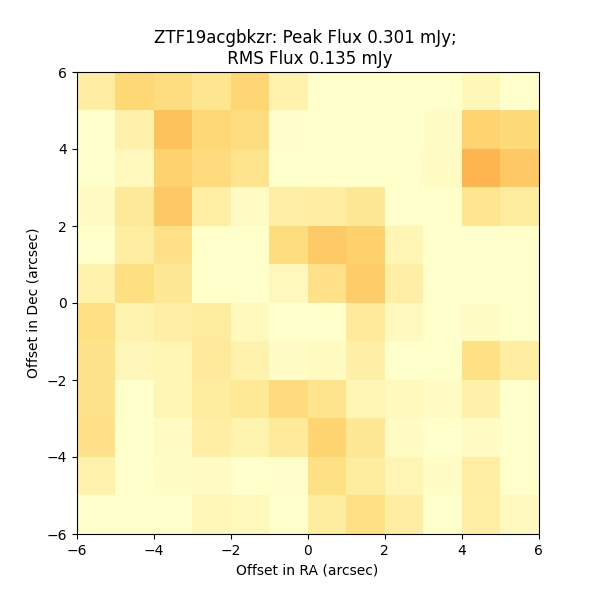 ZTF19acgbkzr: Peak Flux 0.301 mJy;
RMS Flux 0.135 mJy
6
4
2
0
−2
−4
−6
Offset in Dec (arcsec)
−6 −4 −2 0 2 4 6
Offset in RA (arcsec)